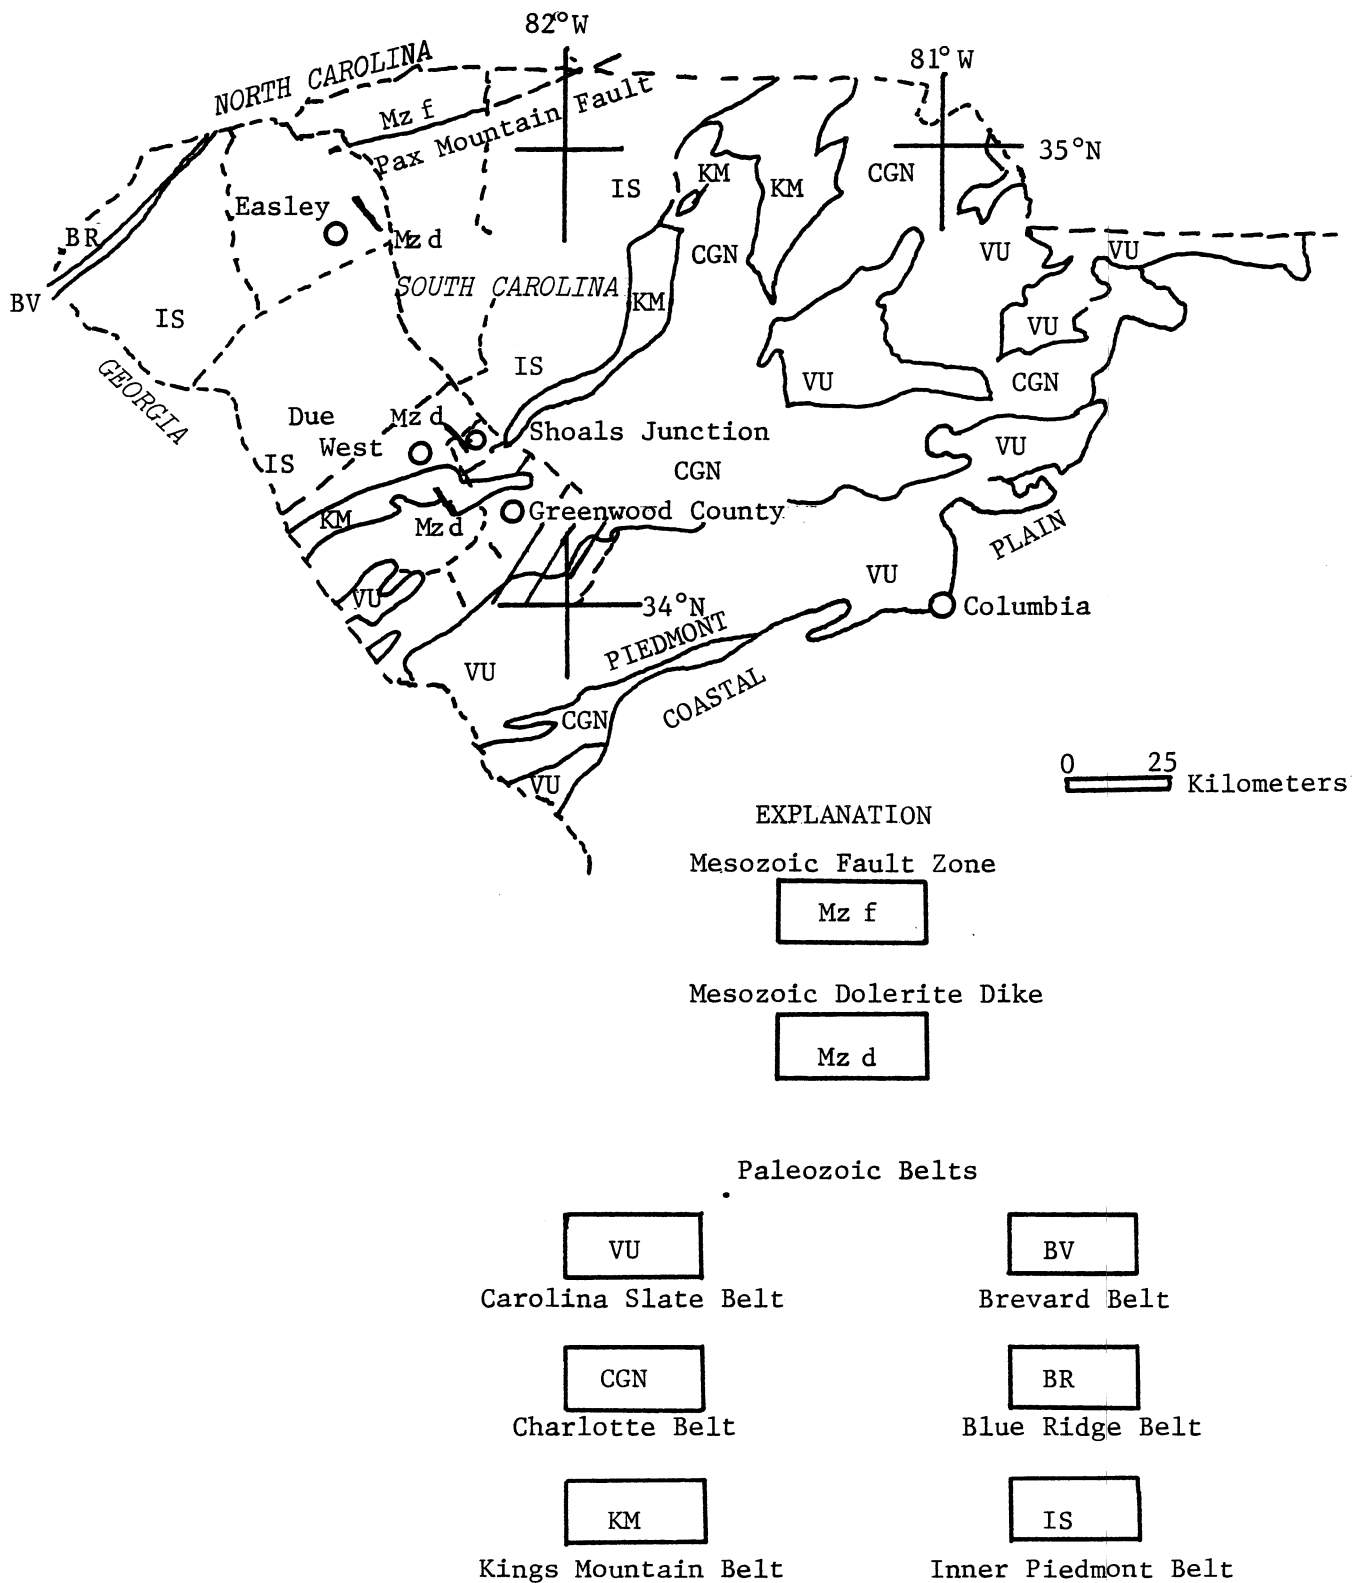 82°W
81°W
NORTH CAROLINA
Mz f
Pax Mountain Fault
35°N
IS
KM
KM
CGN
Easley
BR
Mz d
CGN
VU
VU
SOUTH CAROLINA
BV
IS
KM
VU
GEORGIA
IS
VU
CGN
Due
West
Mz d
Shoals Junction
VU
IS
CGN
KM
Mz d
Greenwood County
PLAIN
VU
VU
34°N
Columbia
PIEDMONT
VU
COASTAL
CGN
VU
0 25
Kilometers
EXPLANATION
Mesozoic Fault Zone
Mz f
Mesozoic Dolerite Dike
Mz d
Paleozoic Belts
VU
BV
Carolina Slate Belt
Brevard Belt
CGN
BR
Charlotte Belt
Blue Ridge Belt
KM
IS
Kings Mountain Belt
Inner Piedmont Belt